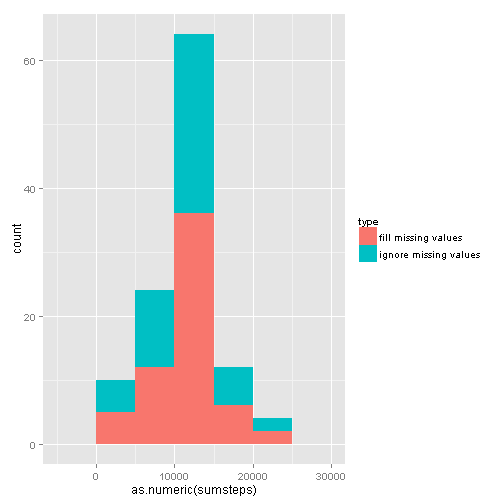 60
40
20
0
count
0
10000
20000
30000
as.numeric(sumsteps)
type
fill missing values
ignore missing values